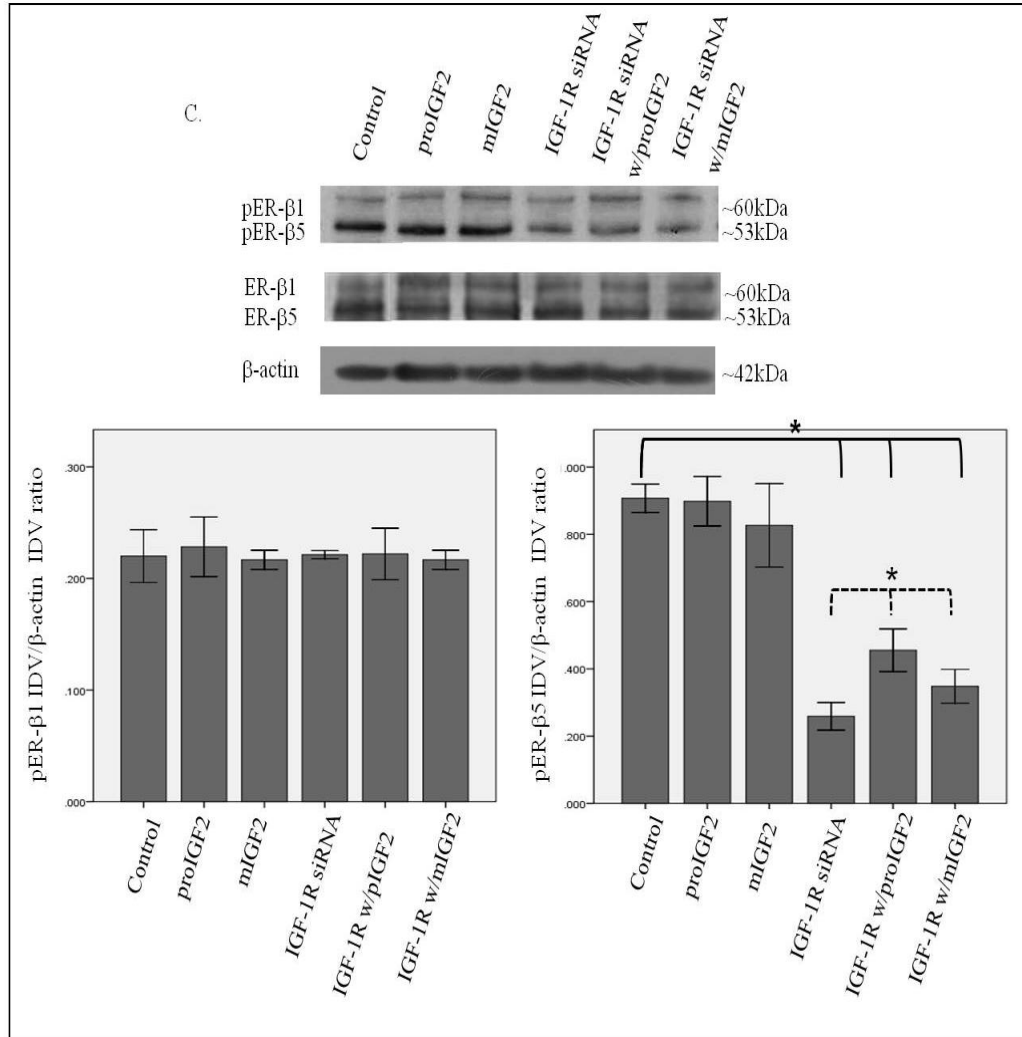 C.
Control
proIGF2
mIGF2
IGF-1R siRNA
IGF-1R siRNA
w/proIGF2
IGF-1R siRNA
w/mIGF2
pER-β1
pER-β5
~60kDa
~53kDa
ER-β1
ER-β5
~60kDa
~53kDa
β-actin
~42kDa
pER-β1 IDV/β-actin IDV ratio
.300
.200
.100
.000
Control
proIGF2
mIGF2
IGF-1R siRNA
IGF-1R w/pIGF2
IGF-1R w/mIGF2
pER-β5 IDV/β-actin IDV ratio
1.000
.800
.600
.400
.200
.000
*
*
Control
proIGF2
mIGF2
IGF-1R siRNA
IGF-1R w/proIGF2
IGF-1R w/mIGF2